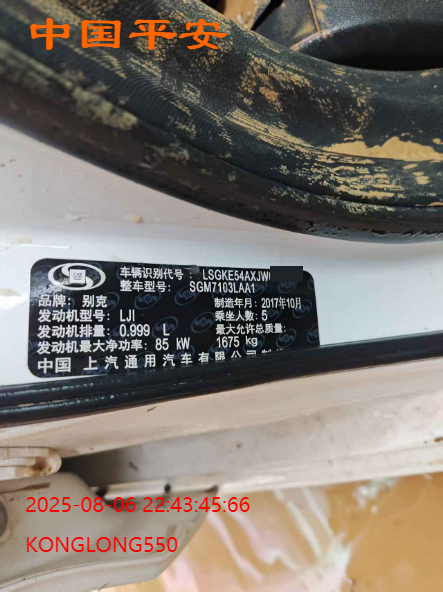 中国平安
GM
车辆识别代号: LSGKE54AXJW
整车型号: SGM7103LAA1
品牌: 别克
制造年月: 2017年10月
发动机型号: LJI
乘坐人数: 5
发动机排量: 0.999 L
最大允许总质量:
发动机最大净功率: 85 kW
1675 kg
中国 上汽通用汽车有限公司制造
2025-08-06 22:43:45:66
KONGLONG550